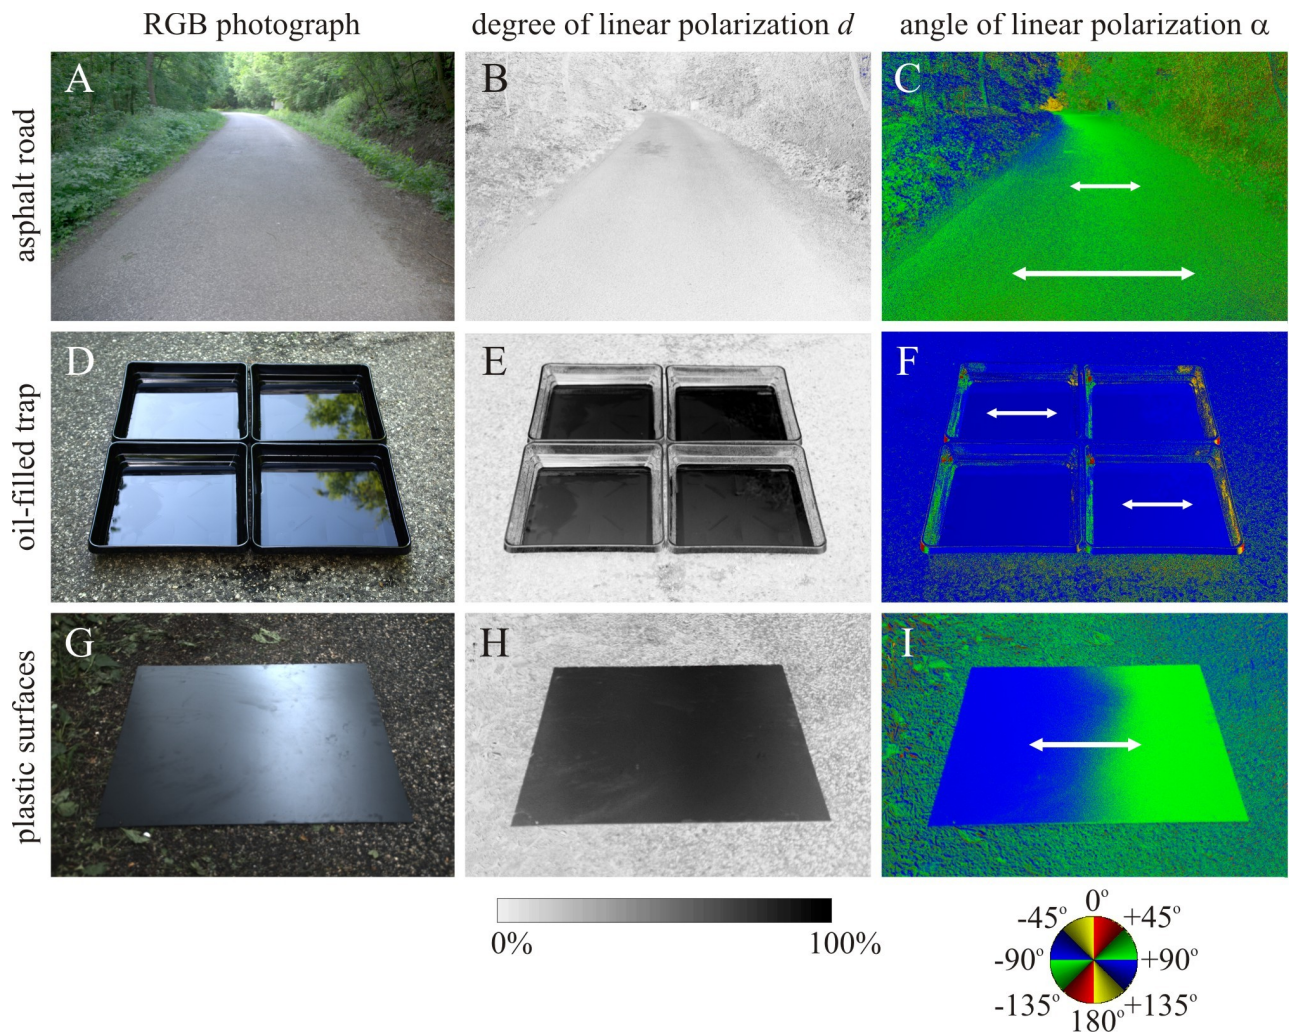 RGB photograph
degree of linear polarization d
angle of linear polarization α
asphalt road
A
B
C
oil-filled trap
D
E
F
plastic surfaces
G
H
I
0%
100%
0°
-45°
+45°
-90°
+90°
-135°
+135°
180°